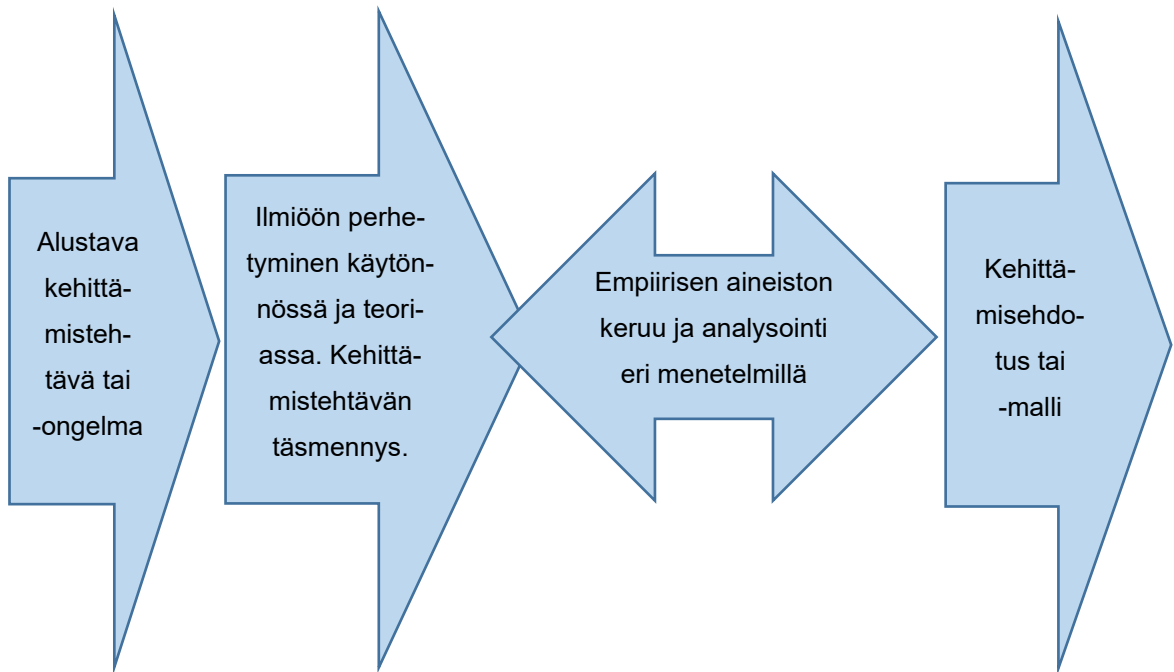 Alustava
kehittä-
misteh-
tävä tai
-ongelma
Ilmiöön perhe-
tyminen käytön-
nössä ja teori-
assa. Kehittä-
mistehtävän
täsmennys.
Empiirisen aineiston
keruu ja analysointi
eri menetelmillä
Kehittä-
misehdo-
tus tai
-malli